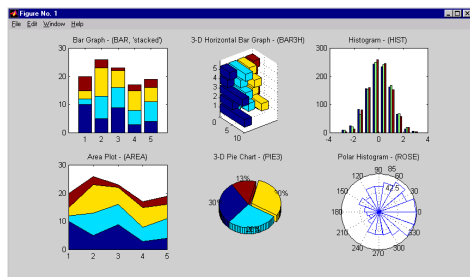 Figure No. 1
File Edit Window Help
Bar Graph - (BAR, 'stacked')
3-D Horizontal Bar Graph - (BAR3H)
Histogram - (HIST)
30
20
10
0
1 2 3 4 5
5
4
3
2
1
0
5
10
300
200
100
0
-4 -2 0 2 4
Area Plot - (AREA)
3-D Pie Chart - (PIE3)
Polar Histogram - (ROSE)
30
20
10
0
1 2 3 4 5
13%
30%
90 85
120 60
42.5
150 30
180 0
210 330
240 300
270